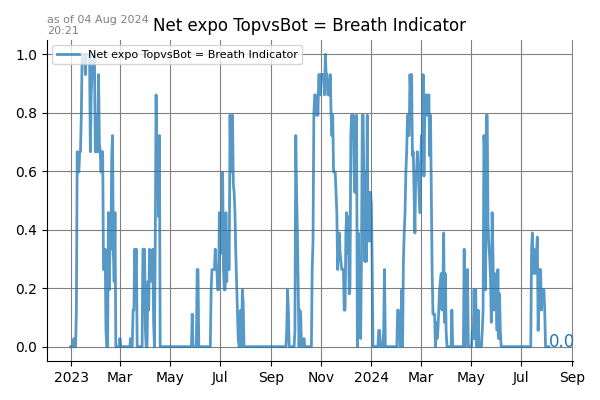 as of 04 Aug 2024
20:21
Net expo TopvsBot = Breath Indicator
Net expo TopvsBot = Breath Indicator
1.0
0.8
0.6
0.4
0.2
0.0
0.0
2023 Mar May Jul Sep Nov 2024 Mar May Jul Sep